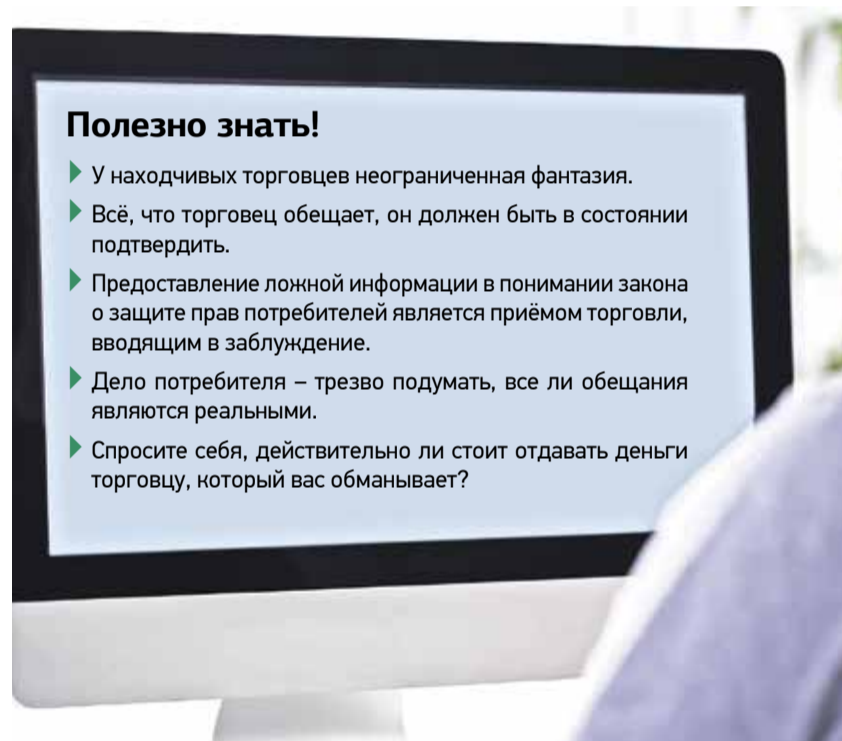 Полезно знать!
У находчивых торговцев неограниченная фантазия.
Всё, что торговец обещает, он должен быть в состоянии
подтвердить.
Предоставление ложной информации в понимании закона
о защите прав потребителей является приёмом торговли,
вводящим в заблуждение.
Дело потребителя – трезво подумать, все ли обещания
являются реальными.
Спросите себя, действительно ли стоит отдавать деньги
торговцу, который вас обманывает?